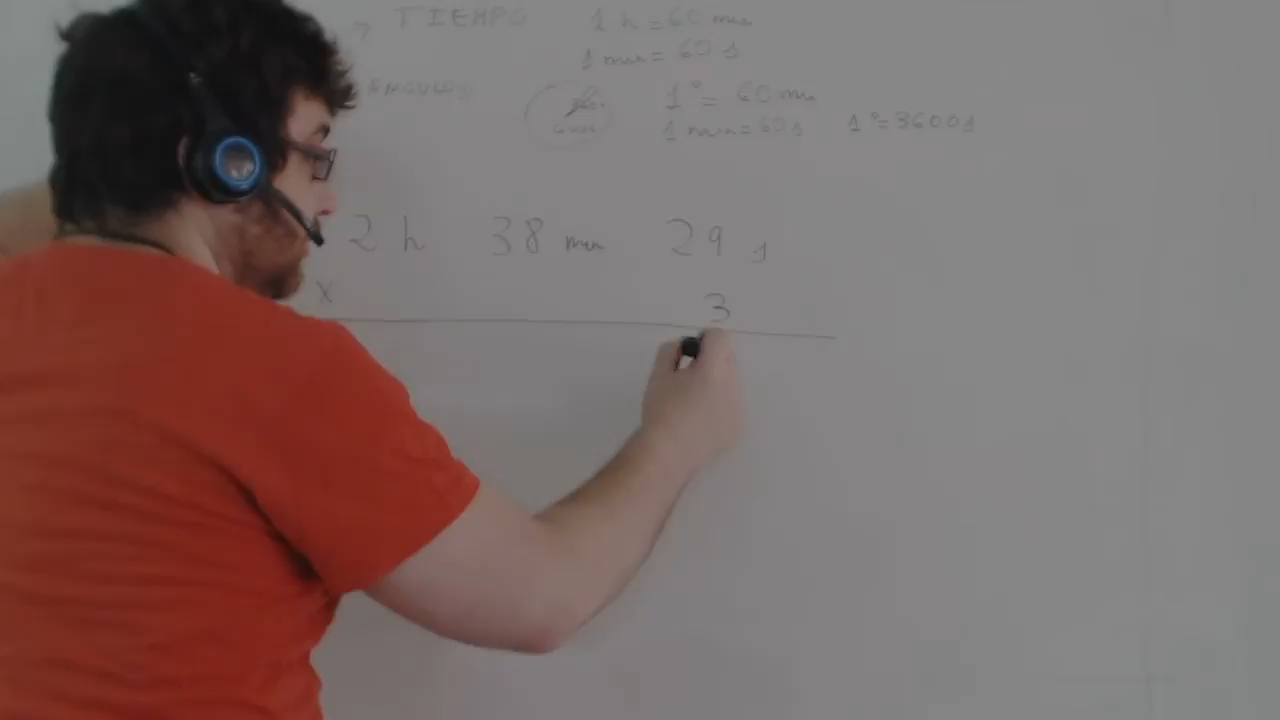 TIEMPO 1 h = 60 min
1 min = 60 s
ANGULOS 1° = 60 min
1 min = 60 s 1° = 3600 s
2 h 38 min 29 s
x 3